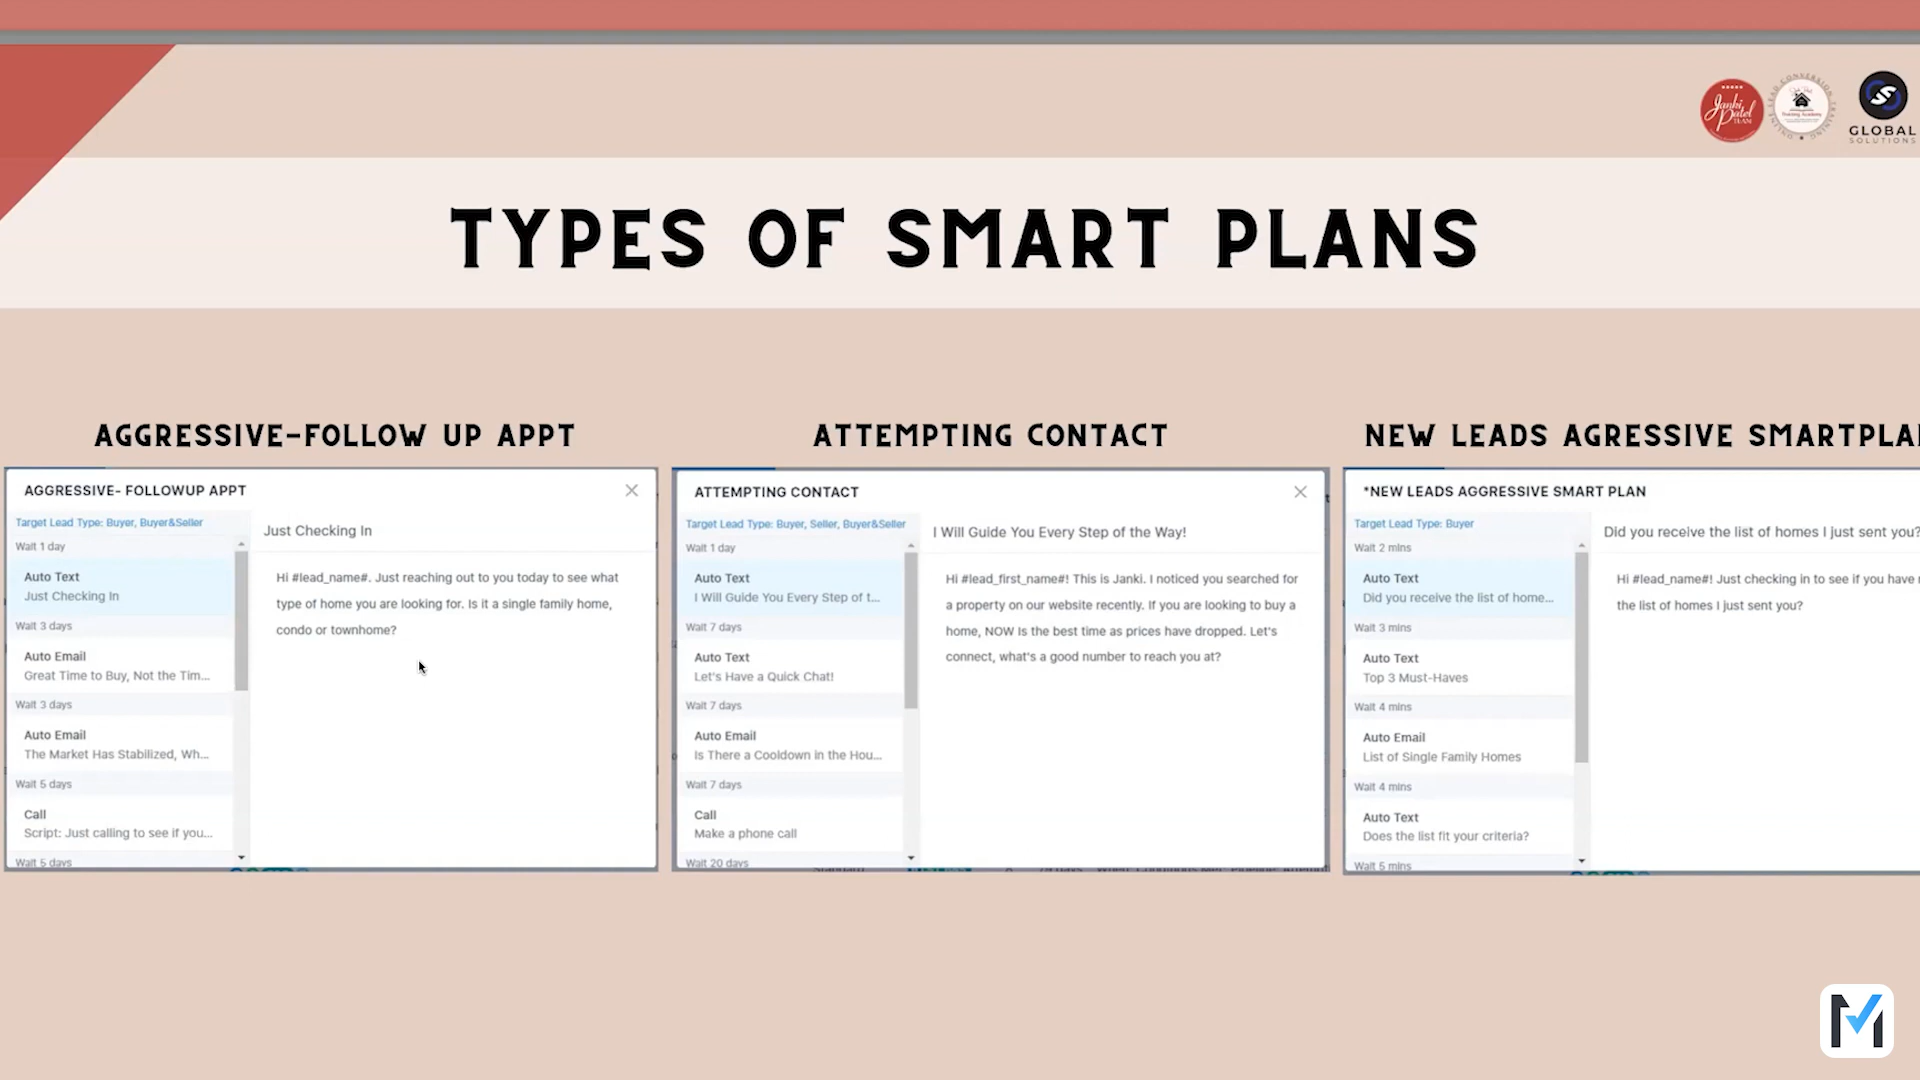 Janki
Patel
TEAM
LEAD CONVERSION TRAINING ONLINE
Training Academy
GLOBAL
SOLUTIONS
TYPES OF SMART PLANS
AGGRESSIVE-FOLLOW UP APPT
AGGRESSIVE- FOLLOWUP APPT
Target Lead Type: Buyer, Buyer&Seller
Wait 1 day
Auto Text
Just Checking In
Wait 3 days
Auto Email
Great Time to Buy, Not the Tim...
Wait 3 days
Auto Email
The Market Has Stabilized, Wh...
Wait 5 days
Call
Script: Just calling to see if you...
Wait 5 days
Just Checking In
Hi #lead_name#. Just reaching out to you today to see what
type of home you are looking for. Is it a single family home,
condo or townhome?
ATTEMPTING CONTACT
ATTEMPTING CONTACT
Target Lead Type: Buyer, Seller, Buyer&Seller
Wait 1 day
Auto Text
I Will Guide You Every Step of t...
Wait 7 days
Auto Text
Let's Have a Quick Chat!
Wait 7 days
Auto Email
Is There a Cooldown in the Hou...
Wait 7 days
Call
Make a phone call
Wait 20 days
I Will Guide You Every Step of the Way!
Hi #lead_first_name#! This is Janki. I noticed you searched for
a property on our website recently. If you are looking to buy a
home, NOW is the best time as prices have dropped. Let's
connect, what's a good number to reach you at?
NEW LEADS AGRESSIVE SMARTPLA
*NEW LEADS AGGRESSIVE SMART PLAN
Target Lead Type: Buyer
Wait 2 mins
Auto Text
Did you receive the list of home...
Wait 3 mins
Auto Text
Top 3 Must-Haves
Wait 4 mins
Auto Email
List of Single Family Homes
Wait 4 mins
Auto Text
Does the list fit your criteria?
Wait 5 mins
Did you receive the list of homes I just sent you?
Hi #lead_name#! Just checking in to see if you have
the list of homes I just sent you?